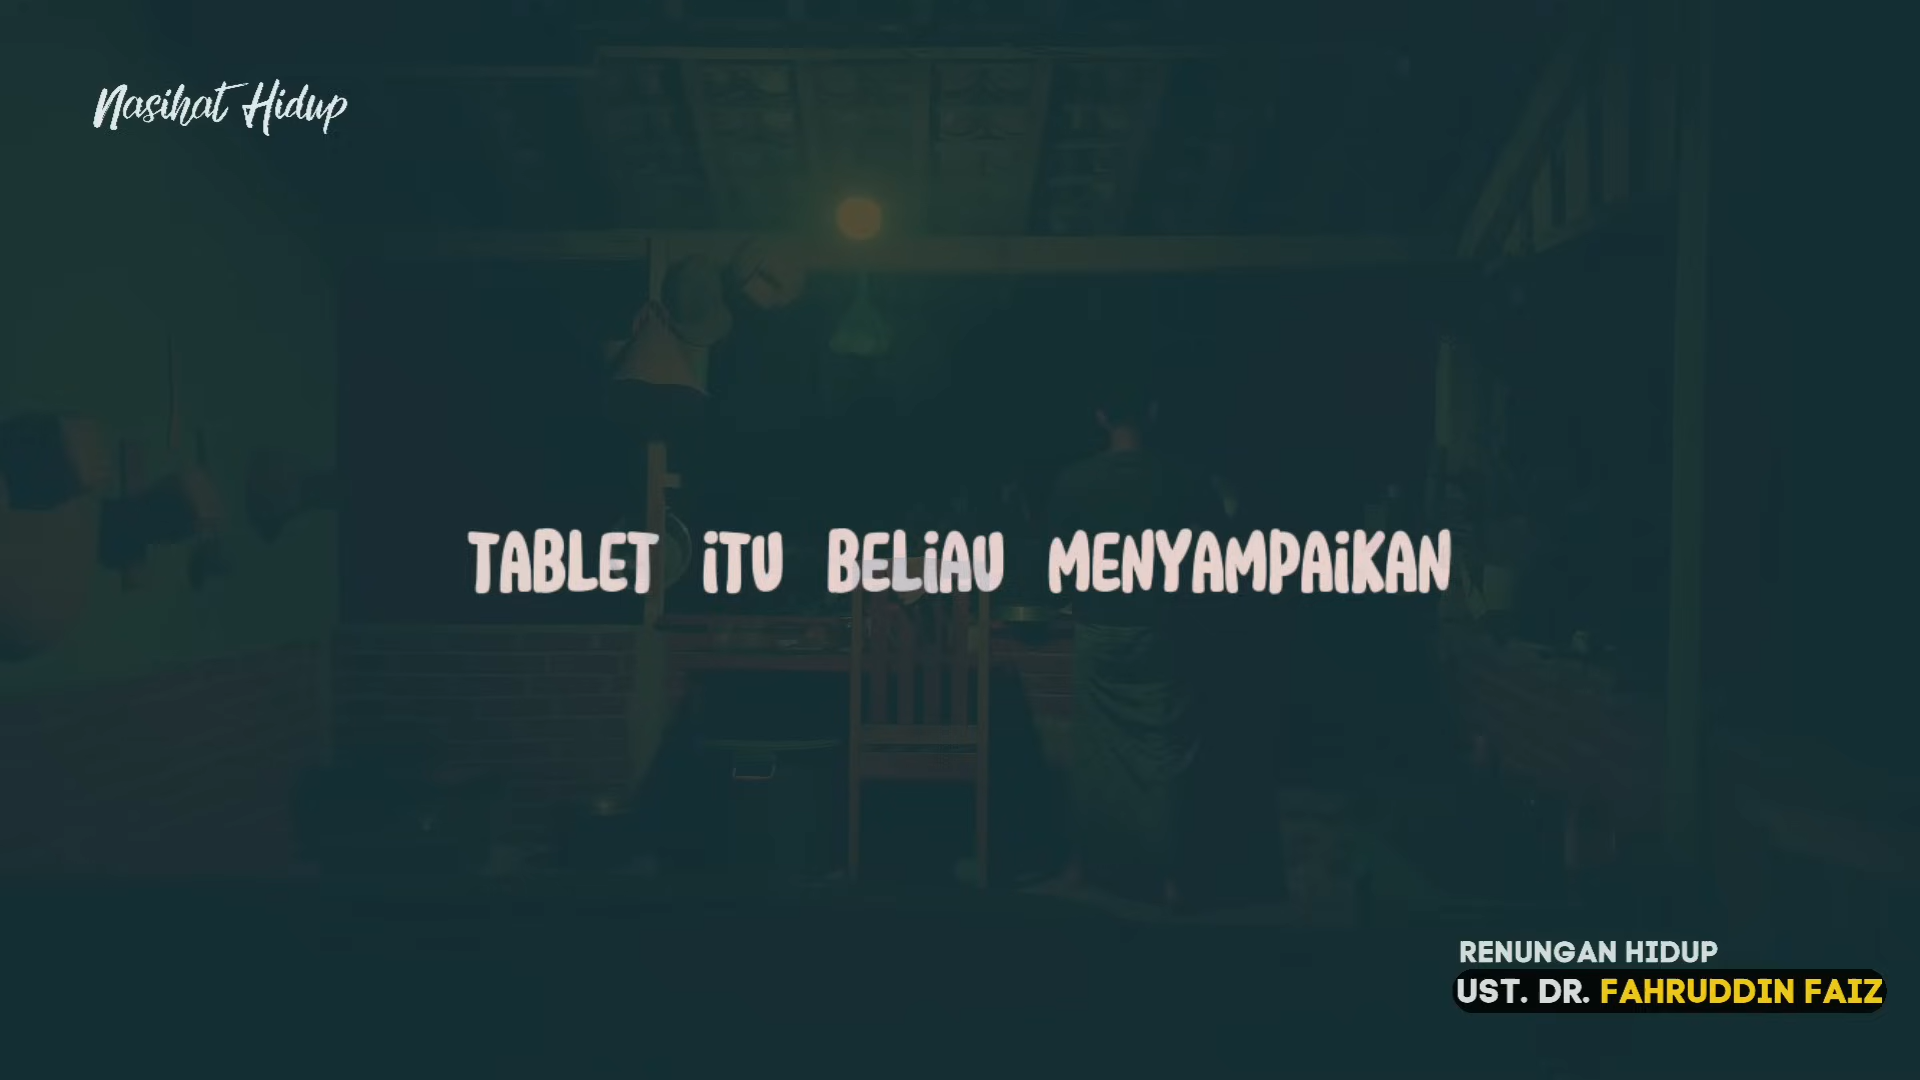 Nasihat Hidup
TABLET iTU BELiAU MENYAMPAiKAN
RENUNGAN HIDUP
UST. DR. FAHRUDDIN FAIZ